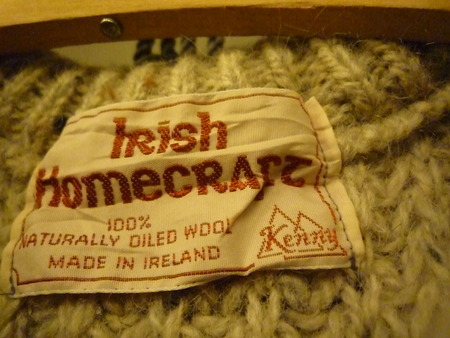 Irish
Homecraft
100%
NATURALLY OILED WOOL
MADE IN IRELAND
Kenny